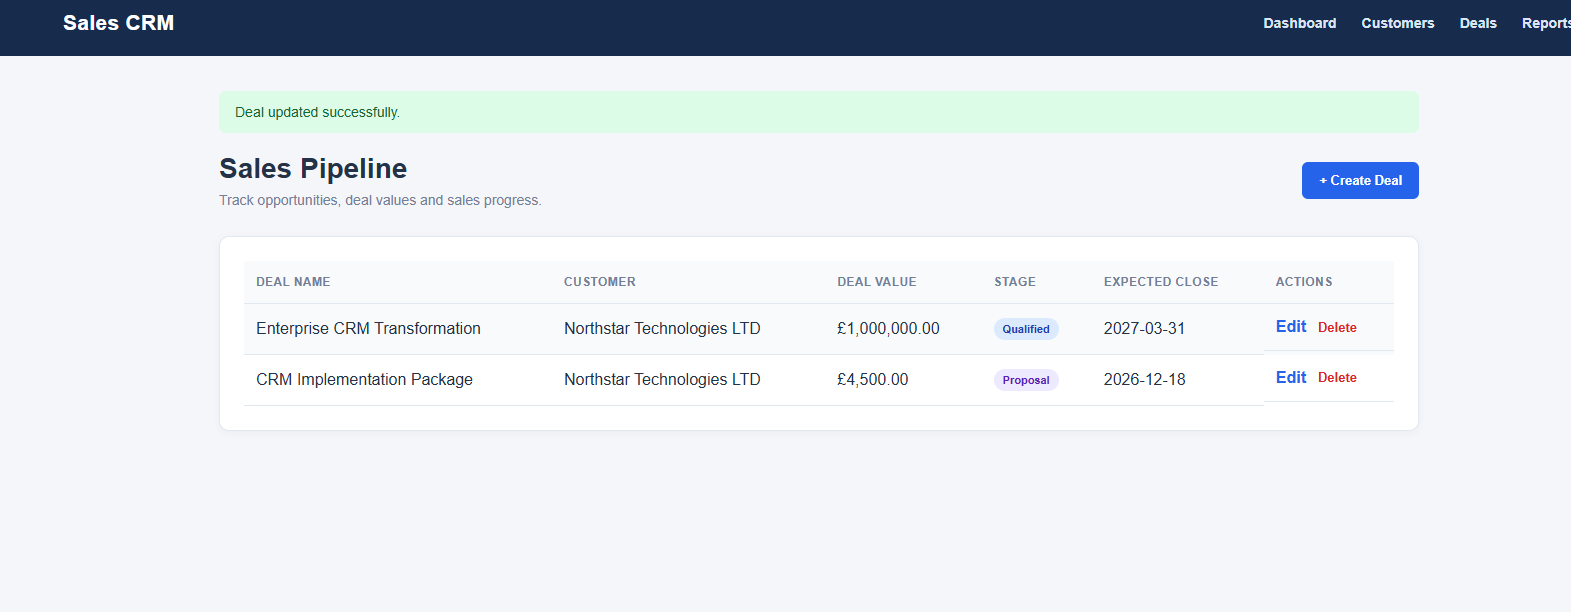 Sales CRM
Dashboard Customers Deals Reports
Deal updated successfully.
Sales Pipeline
Track opportunities, deal values and sales progress.
+ Create Deal
DEAL NAME CUSTOMER DEAL VALUE STAGE EXPECTED CLOSE ACTIONS
Enterprise CRM Transformation Northstar Technologies LTD £1,000,000.00 Qualified 2027-03-31 Edit Delete
CRM Implementation Package Northstar Technologies LTD £4,500.00 Proposal 2026-12-18 Edit Delete